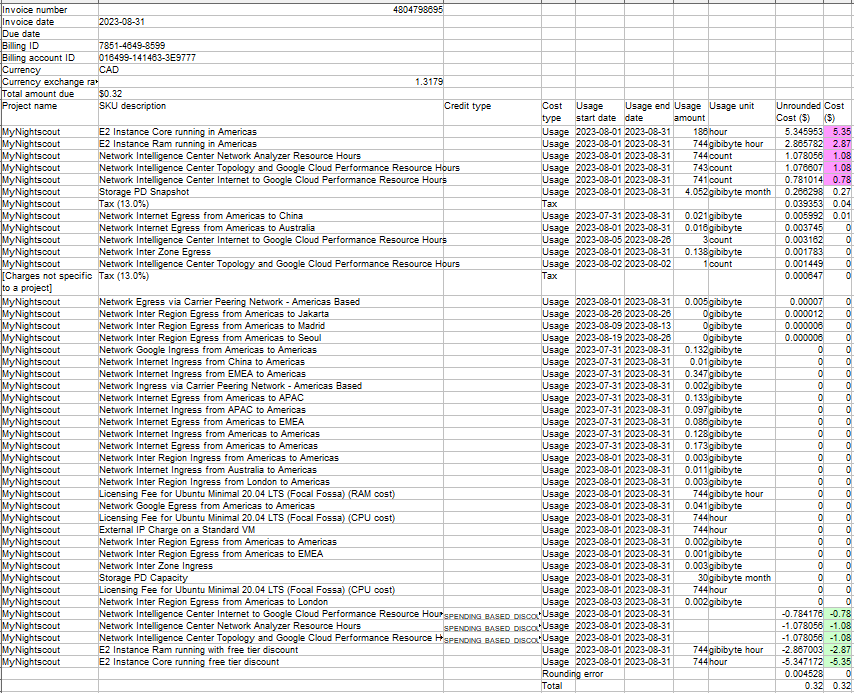 Invoice number 4804798695
Invoice date 2023-08-31
Due date
Billing ID 7851-4649-8599
Billing account ID 016499-141463-3E9777
Currency CAD
Currency exchange ra 1.3179
Total amount due $0.32
Project name SKU description Credit type Cost type Usage start date Usage end date Usage amount Usage unit Unrounded Cost ($) Cost ($)
MyNightscout E2 Instance Core running in Americas Usage 2023-08-01 2023-08-31 186 hour 5.345953 5.35
MyNightscout E2 Instance Ram running in Americas Usage 2023-08-01 2023-08-31 744 gibibyte hour 2.865782 2.87
MyNightscout Network Intelligence Center Network Analyzer Resource Hours Usage 2023-08-01 2023-08-31 744 count 1.078056 1.08
MyNightscout Network Intelligence Center Topology and Google Cloud Performance Resource Hours Usage 2023-08-01 2023-08-31 743 count 1.076607 1.08
MyNightscout Network Intelligence Center Internet to Google Cloud Performance Resource Hours Usage 2023-08-01 2023-08-31 741 count 0.781014 0.78
MyNightscout Storage PD Snapshot Usage 2023-08-01 2023-08-31 4.052 gibibyte month 0.266298 0.27
MyNightscout Tax (13.0%) Tax 0.039353 0.04
MyNightscout Network Internet Egress from Americas to China Usage 2023-07-31 2023-08-31 0.021 gibibyte 0.005992 0.01
MyNightscout Network Internet Egress from Americas to Australia Usage 2023-08-01 2023-08-31 0.016 gibibyte 0.003745 0
MyNightscout Network Intelligence Center Internet to Google Cloud Performance Resource Hours Usage 2023-08-05 2023-08-26 3 count 0.003162 0
MyNightscout Network Inter Zone Egress Usage 2023-08-01 2023-08-31 0.138 gibibyte 0.001783 0
MyNightscout Network Intelligence Center Topology and Google Cloud Performance Resource Hours Usage 2023-08-02 2023-08-02 1 count 0.001449 0
[Charges not specific to a project] Tax (13.0%) Tax 0.000647 0
MyNightscout Network Egress via Carrier Peering Network - Americas Based Usage 2023-08-01 2023-08-31 0.005 gibibyte 0.00007 0
MyNightscout Network Inter Region Egress from Americas to Jakarta Usage 2023-08-26 2023-08-26 0 gibibyte 0.000012 0
MyNightscout Network Inter Region Egress from Americas to Madrid Usage 2023-08-09 2023-08-13 0 gibibyte 0.000006 0
MyNightscout Network Inter Region Egress from Americas to Seoul Usage 2023-08-19 2023-08-26 0 gibibyte 0.000006 0
MyNightscout Network Google Ingress from Americas to Americas Usage 2023-07-31 2023-08-31 0.132 gibibyte 0 0
MyNightscout Network Internet Ingress from China to Americas Usage 2023-07-31 2023-08-31 0.01 gibibyte 0 0
MyNightscout Network Internet Ingress from EMEA to Americas Usage 2023-07-31 2023-08-31 0.347 gibibyte 0 0
MyNightscout Network Ingress via Carrier Peering Network - Americas Based Usage 2023-07-31 2023-08-31 0.002 gibibyte 0 0
MyNightscout Network Internet Egress from Americas to APAC Usage 2023-07-31 2023-08-31 0.133 gibibyte 0 0
MyNightscout Network Internet Ingress from APAC to Americas Usage 2023-07-31 2023-08-31 0.097 gibibyte 0 0
MyNightscout Network Internet Egress from Americas to EMEA Usage 2023-07-31 2023-08-31 0.086 gibibyte 0 0
MyNightscout Network Internet Ingress from Americas to Americas Usage 2023-07-31 2023-08-31 0.128 gibibyte 0 0
MyNightscout Network Internet Egress from Americas to Americas Usage 2023-07-31 2023-08-31 0.173 gibibyte 0 0
MyNightscout Network Inter Region Ingress from Americas to Americas Usage 2023-08-01 2023-08-31 0.003 gibibyte 0 0
MyNightscout Network Internet Ingress from Australia to Americas Usage 2023-08-01 2023-08-31 0.011 gibibyte 0 0
MyNightscout Network Inter Region Ingress from London to Americas Usage 2023-08-01 2023-08-31 0.003 gibibyte 0 0
MyNightscout Licensing Fee for Ubuntu Minimal 20.04 LTS (Focal Fossa) (RAM cost) Usage 2023-08-01 2023-08-31 744 gibibyte hour 0 0
MyNightscout Network Google Egress from Americas to Americas Usage 2023-08-01 2023-08-31 0.041 gibibyte 0 0
MyNightscout Licensing Fee for Ubuntu Minimal 20.04 LTS (Focal Fossa) (CPU cost) Usage 2023-08-01 2023-08-31 744 hour 0 0
MyNightscout External IP Charge on a Standard VM Usage 2023-08-01 2023-08-31 744 hour 0 0
MyNightscout Network Inter Region Egress from Americas to Americas Usage 2023-08-01 2023-08-31 0.002 gibibyte 0 0
MyNightscout Network Inter Region Egress from Americas to EMEA Usage 2023-08-01 2023-08-31 0.001 gibibyte 0 0
MyNightscout Network Inter Zone Ingress Usage 2023-08-01 2023-08-31 0.003 gibibyte 0 0
MyNightscout Storage PD Capacity Usage 2023-08-01 2023-08-31 30 gibibyte month 0 0
MyNightscout Licensing Fee for Ubuntu Minimal 20.04 LTS (Focal Fossa) (CPU cost) Usage 2023-08-01 2023-08-31 744 hour 0 0
MyNightscout Network Inter Region Egress from Americas to London Usage 2023-08-03 2023-08-31 0.002 gibibyte 0 0
MyNightscout Network Intelligence Center Internet to Google Cloud Performance Resource Hou SPENDING_BASED_DISCOU Usage 2023-08-01 2023-08-31 -0.784176 -0.78
MyNightscout Network Intelligence Center Network Analyzer Resource Hours SPENDING_BASED_DISCOU Usage 2023-08-01 2023-08-31 -1.078056 -1.08
MyNightscout Network Intelligence Center Topology and Google Cloud Performance Resource H SPENDING_BASED_DISCOU Usage 2023-08-01 2023-08-31 -1.078056 -1.08
MyNightscout E2 Instance Ram running with free tier discount Usage 2023-08-01 2023-08-31 744 gibibyte hour -2.867003 -2.87
MyNightscout E2 Instance Core running free tier discount Usage 2023-08-01 2023-08-31 744 hour -5.347172 -5.35
Rounding error 0.004528 0
Total 0.32 0.32